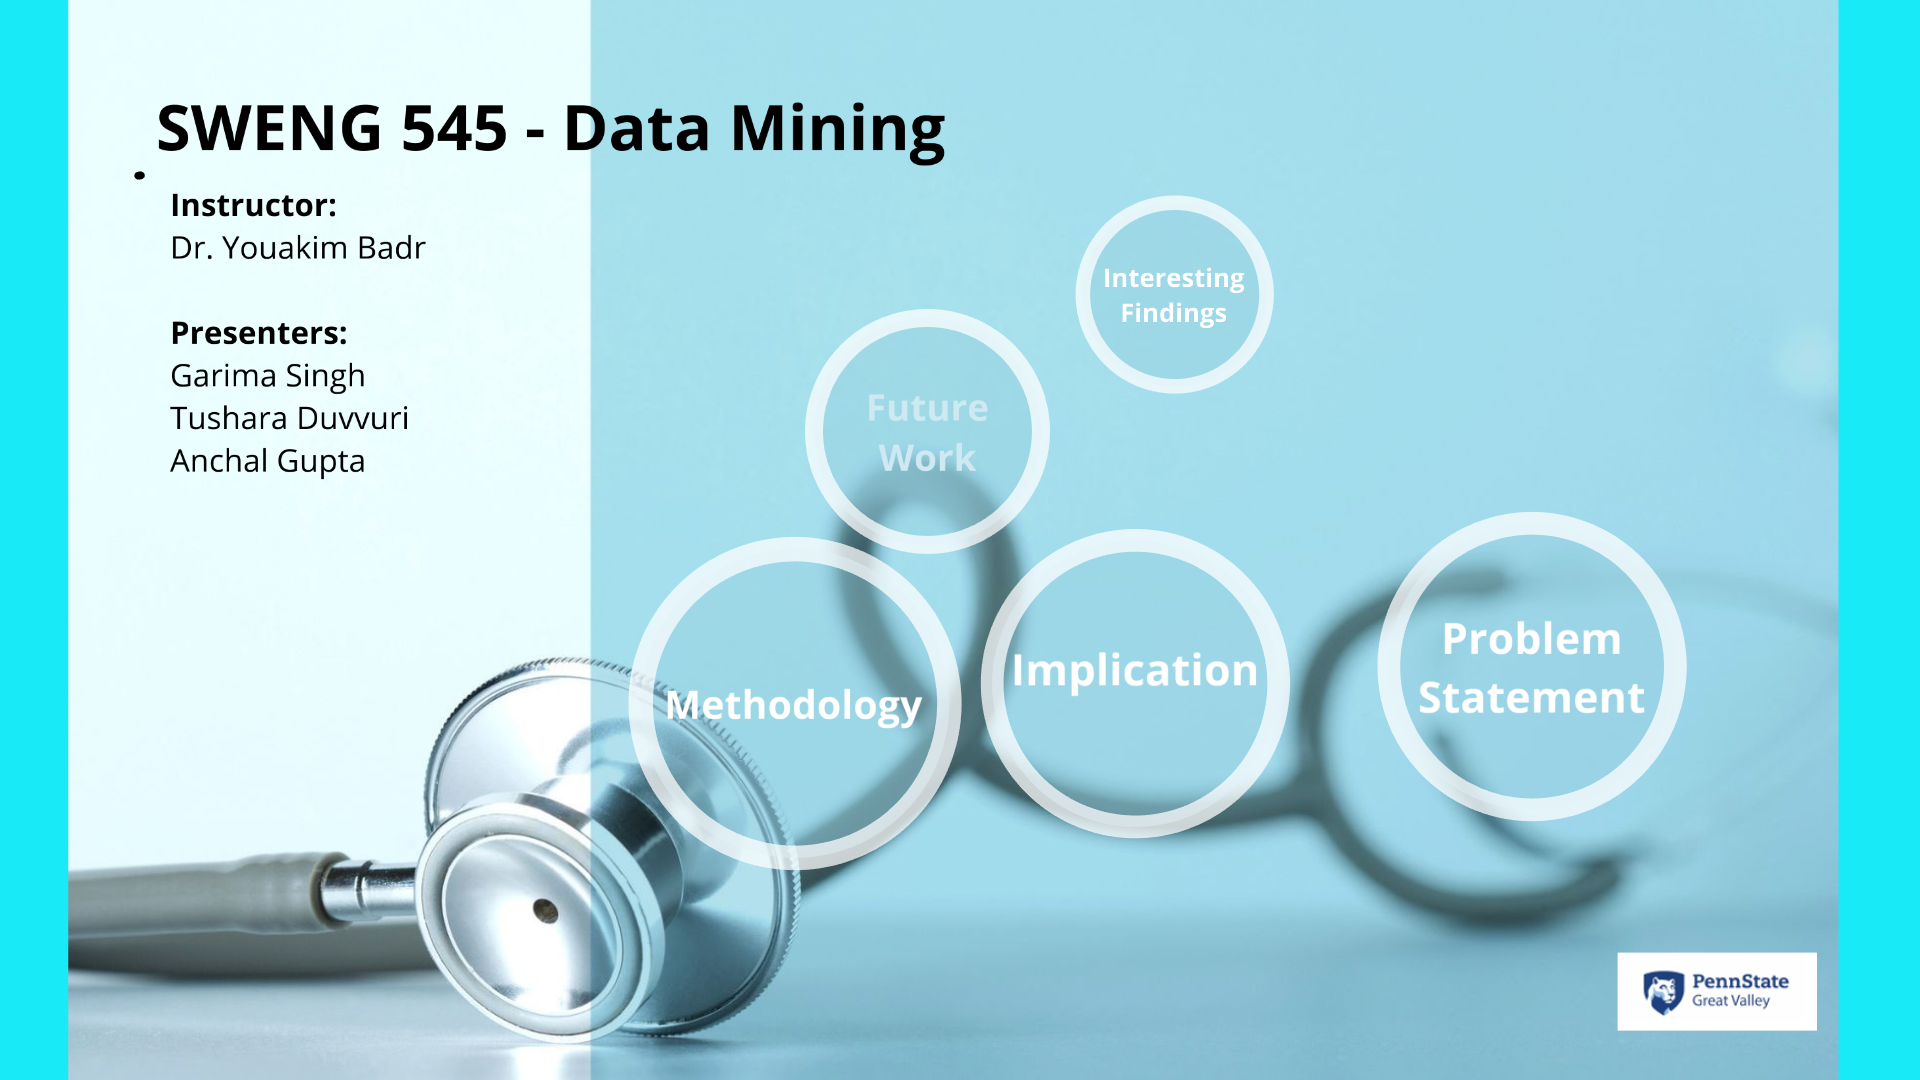 SWENG 545 - Data Mining
Instructor:
Dr. Youakim Badr
Presenters:
Garima Singh
Tushara Duvvuri
Anchal Gupta
Interesting
Findings
Future
Work
Methodology
Implication
Problem
Statement
PennState
Great Valley